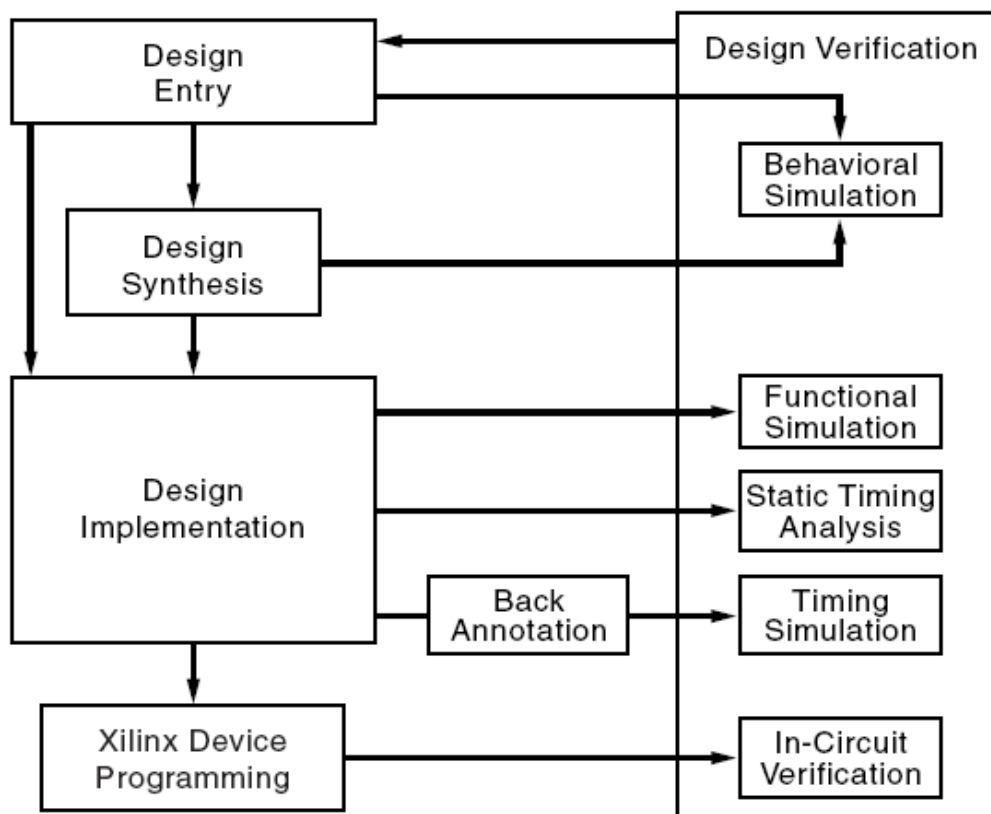 Design
Entry
Design Verification
Behavioral
Simulation
Design
Synthesis
Functional
Simulation
Design
Implementation
Static Timing
Analysis
Back
Annotation
Timing
Simulation
Xilinx Device
Programming
In-Circuit
Verification